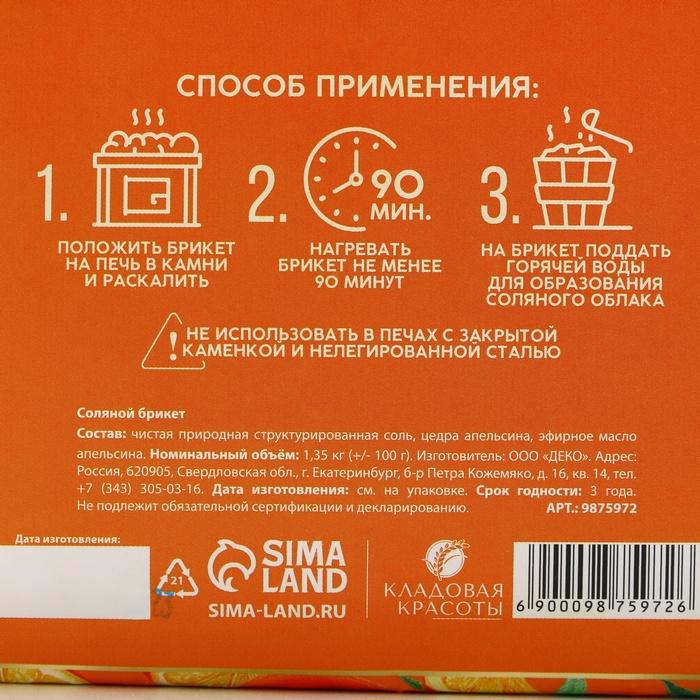 СПОСОБ ПРИМЕНЕНИЯ:
1.
ПОЛОЖИТЬ БРИКЕТ
НА ПЕЧЬ В КАМНИ
И РАСКАЛИТЬ
2.
90
МИН.
НАГРЕВАТЬ
БРИКЕТ НЕ МЕНЕЕ
90 МИНУТ
3.
НА БРИКЕТ ПОДДАТЬ
ГОРЯЧЕЙ ВОДЫ
ДЛЯ ОБРАЗОВАНИЯ
СОЛЯНОГО ОБЛАКА
! НЕ ИСПОЛЬЗОВАТЬ В ПЕЧАХ С ЗАКРЫТОЙ
КАМЕНКОЙ И НЕЛЕГИРОВАННОЙ СТАЛЬЮ
Соляной брикет
Состав: чистая природная структурированная соль, цедра апельсина, эфирное масло
апельсина. Номинальный объём: 1,35 кг (+/- 100 г). Изготовитель: ООО «ДЕКО». Адрес:
Россия, 620905, Свердловская обл., г. Екатеринбург, б-р Петра Кожемяко, д. 16, кв. 14, тел.
+7 (343) 305-03-16. Дата изготовления: см. на упаковке. Срок годности: 3 года.
Не подлежит обязательной сертификации и декларированию. АРТ.: 9875972
Дата изготовления:
21
SIMA
LAND
SIMA-LAND.RU
КЛАДОВАЯ
КРАСОТЫ
6 900098 759726